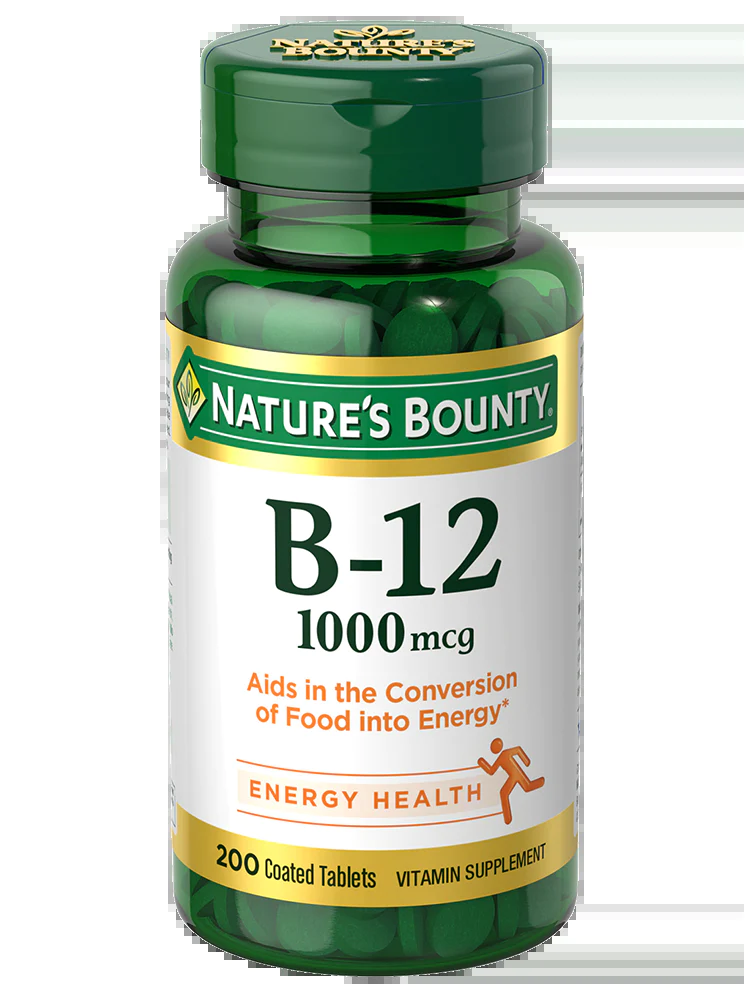 NATURE'S
BOUNTY
NATURE'S BOUNTY®
B-12
1000 mcg
Aids in the Conversion
of Food into Energy*
ENERGY HEALTH
200 Coated Tablets VITAMIN SUPPLEMENT